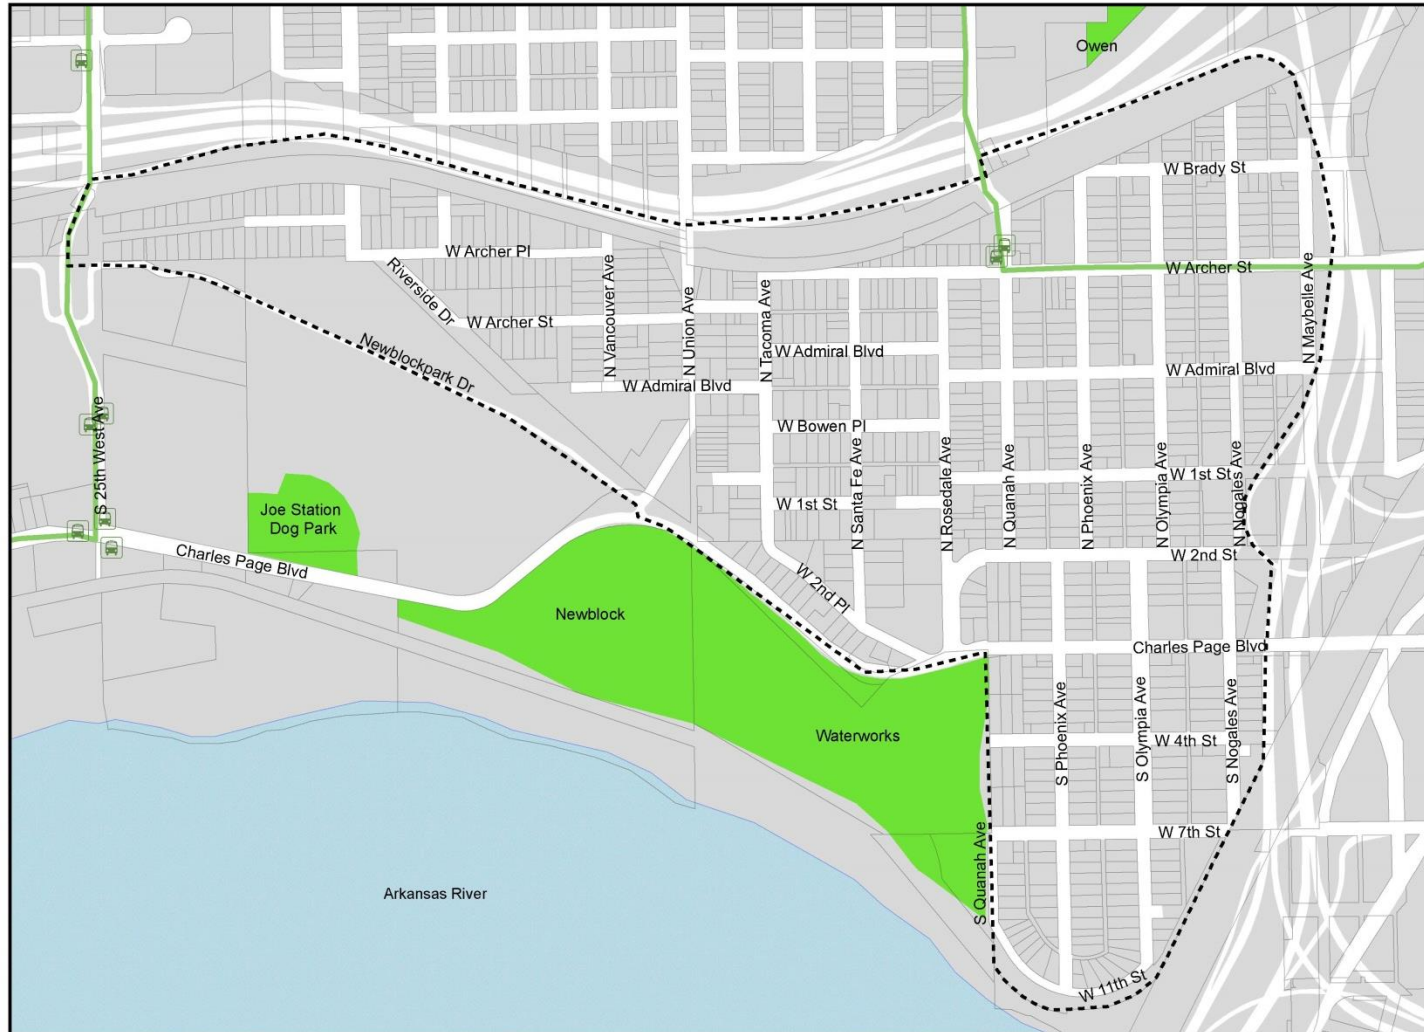 Owen
W Brady St
W Archer Pl
W Archer St
Riverside Dr
N Vancouver Ave
N Union Ave
N Tacoma Ave
N Maybelle Ave
W Archer St
Newblockpark Dr
W Admiral Blvd
W Admiral Blvd
W Admiral Blvd
S 25th West Ave
W Bowen Pl
N Santa Fe Ave
N Rosedale Ave
N Quanah Ave
N Phoenix Ave
N Olympia Ave
N Nogales Ave
W 1st St
W 1st St
Joe Station
Dog Park
Charles Page Blvd
W 2nd St
W 2nd Pl
Newblock
Charles Page Blvd
Waterworks
S Phoenix Ave
S Olympia Ave
S Nogales Ave
W 4th St
W 7th St
S Quanah Ave
Arkansas River
W 11th St